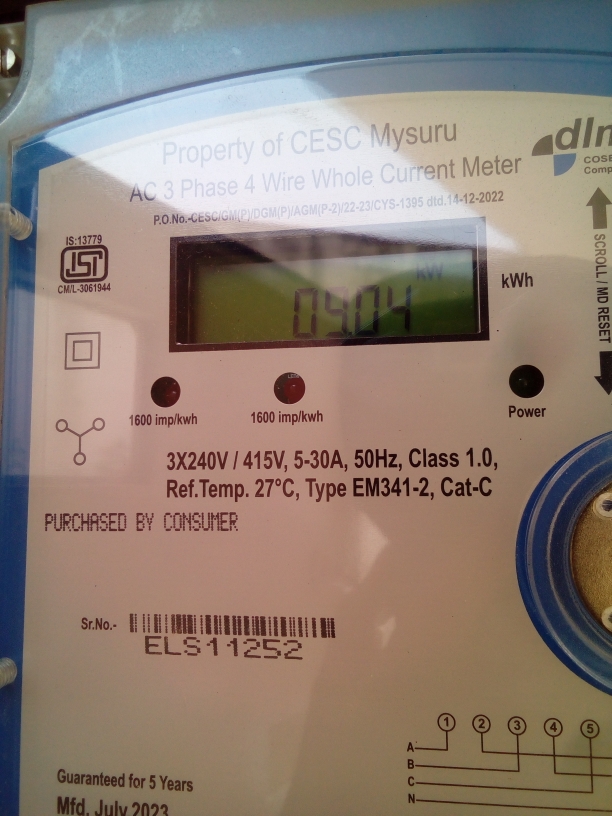 Property of CESC Mysuru
AC 3 Phase 4 Wire Whole Current Meter
P.O.No.-CESC/GM(P)/DGM(P)/AGM(P-2)/22-23/CYS-1395 dtd.14-12-2022
IS:13779
ISI
CM/L-3061944
kW
09.04
kWh
SCROLL / MD RESET
1600 imp/kwh
1600 imp/kwh
Power
3X240V / 415V, 5-30A, 50Hz, Class 1.0,
Ref.Temp. 27°C, Type EM341-2, Cat-C
PURCHASED BY CONSUMER
Sr.No.-
ELS11252
1 2 3 4 5
A
B
C
N
Guaranteed for 5 Years
Mfd. July 2023